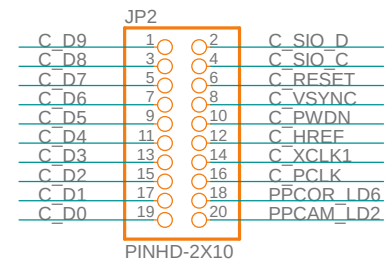 JP2
C_D9 1 2 C_SIO_D
C_D8 3 4 C_SIO_C
C_D7 5 6 C_RESET
C_D6 7 8 C_VSYNC
C_D5 9 10 C_PWDN
C_D4 11 12 C_HREF
C_D3 13 14 C_XCLK1
C_D2 15 16 C_PCLK
C_D1 17 18 PPCOR_LD6
C_D0 19 20 PPCAM_LD2
PINHD-2X10